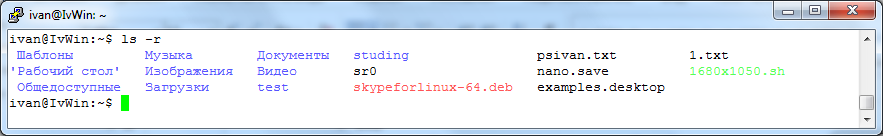 ivan@IvWin: ~
ivan@IvWin:~$ ls -r
Шаблоны Музыка Документы studing psivan.txt 1.txt
'Рабочий стол' Изображения Видео sr0 nano.save 1680x1050.sh
Общедоступные Загрузки test skypeforlinux-64.deb examples.desktop
ivan@IvWin:~$